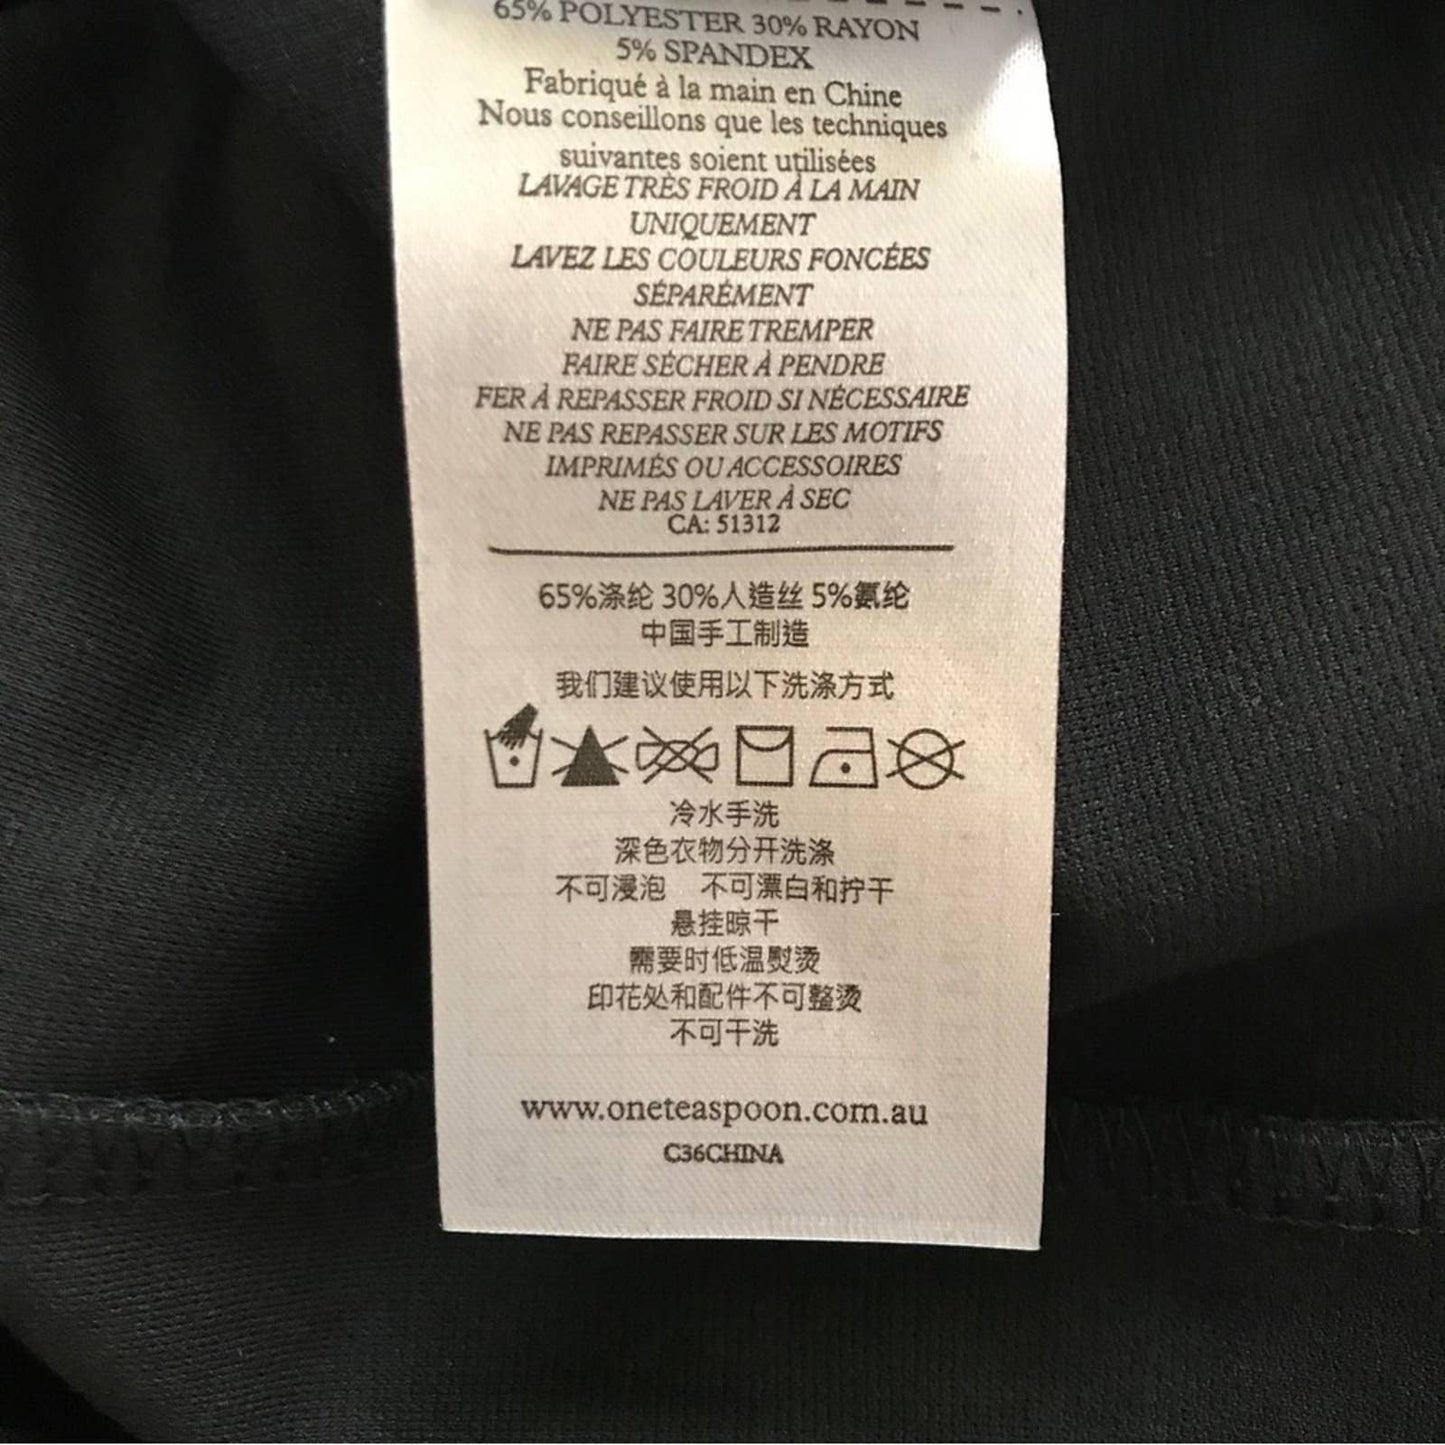 65% POLYESTER 30% RAYON
5% SPANDEX
Fabriqué à la main en Chine
Nous conseillons que les techniques
suivantes soient utilisées
LAVAGE TRÈS FROID À LA MAIN
UNIQUEMENT
LAVEZ LES COULEURS FONCÉES
SÉPARÉMENT
NE PAS FAIRE TREMPER
FAIRE SÉCHER À PENDRE
FER À REPASSER FROID SI NÉCESSAIRE
NE PAS REPASSER SUR LES MOTIFS
IMPRIMÉS OU ACCESSOIRES
NE PAS LAVER À SEC
CA: 51312
65%涤纶 30%人造丝 5%氨纶
中国手工制造
我们建议使用以下洗涤方式
冷水手洗
深色衣物分开洗涤
不可浸泡 不可漂白和拧干
悬挂晾干
需要时低温熨烫
印花处和配件不可整烫
不可干洗
www.oneteaspoon.com.au
C36CHINA